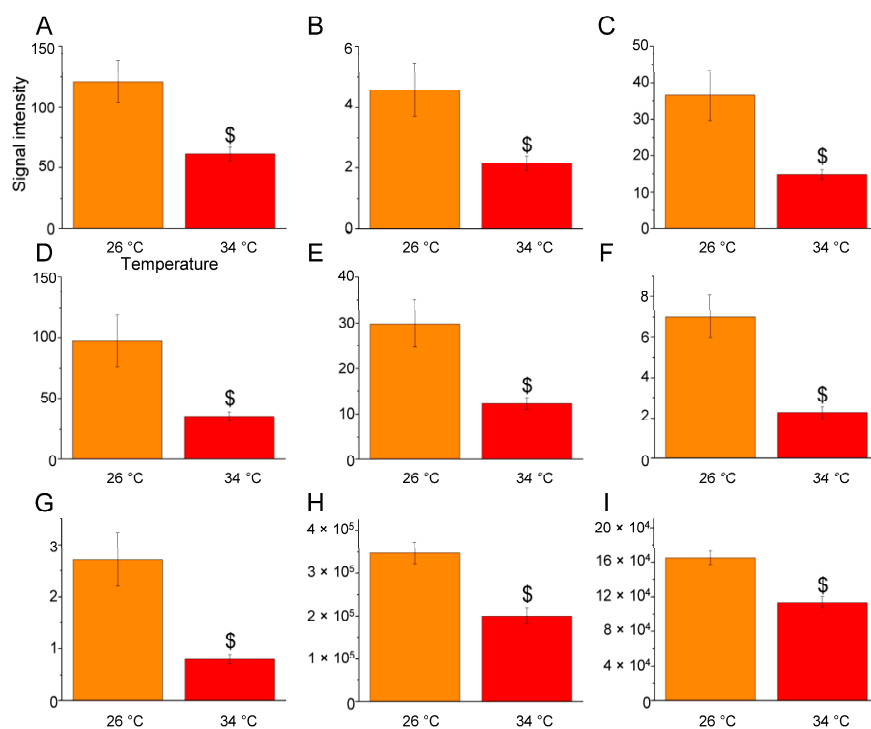 A
B
C
Signal intensity
150
100
50
0
$
26 °C
34 °C
Temperature
6
4
2
0
$
26 °C
34 °C
50
40
30
20
10
0
$
26 °C
34 °C
D
E
F
150
100
50
0
$
26 °C
34 °C
40
30
20
10
0
$
26 °C
34 °C
8
6
4
2
0
$
26 °C
34 °C
G
H
I
3
2
1
0
$
26 °C
34 °C
4 × 10⁵
3 × 10⁵
2 × 10⁵
1 × 10⁵
0
$
26 °C
34 °C
20 × 10⁴
16 × 10⁴
12 × 10⁴
8 × 10⁴
4 × 10⁴
0
$
26 °C
34 °C